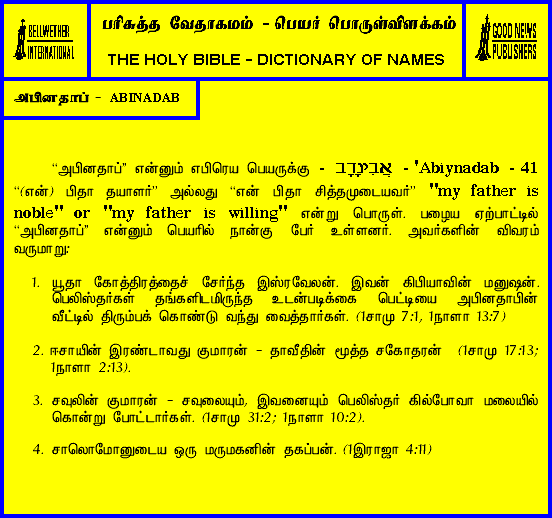 BELLWETHER
INTERNATIONAL
பரிசுத்த வேதாகமம் - பெயர் பொருள்விளக்கம்
THE HOLY BIBLE - DICTIONARY OF NAMES
GOOD NEWS
PUBLISHERS
அபினதாப் - ABINADAB
“அபினதாப்” என்னும் எபிரெய பெயருக்கு - אֲבִינָדָב - 'Abiynadab - 41
“(என்) பிதா தயாளர்” அல்லது “என் பிதா சித்தமுடையவர்” "my father is
noble" or "my father is willing" என்று பொருள். பழைய ஏற்பாட்டில்
“அபினதாப்” என்னும் பெயரில் நான்கு பேர் உள்ளனர். அவர்களின் விவரம்
வருமாறு:
1. யூதா கோத்திரத்தைச் சேர்ந்த இஸ்ரவேலன். இவன் கிபியாவின் மனுஷன்.
பெலிஸ்தர்கள் தங்களிடமிருந்த உடன்படிக்கை பெட்டியை அபினதாபின்
வீட்டில் திரும்பக் கொண்டு வந்து வைத்தார்கள். (1சாமு 7:1, 1நாளா 13:7)
2. ஈசாயின் இரண்டாவது குமாரன் - தாவீதின் மூத்த சகோதரன் (1சாமு 17:13;
1நாளா 2:13).
3. சவுலின் குமாரன் - சவுலையும், இவனையும் பெலிஸ்தர் கில்போவா மலையில்
கொன்று போட்டார்கள். (1சாமு 31:2; 1நாளா 10:2).
4. சாலொமோனுடைய ஒரு மருமகனின் தகப்பன். (1இராஜா 4:11)